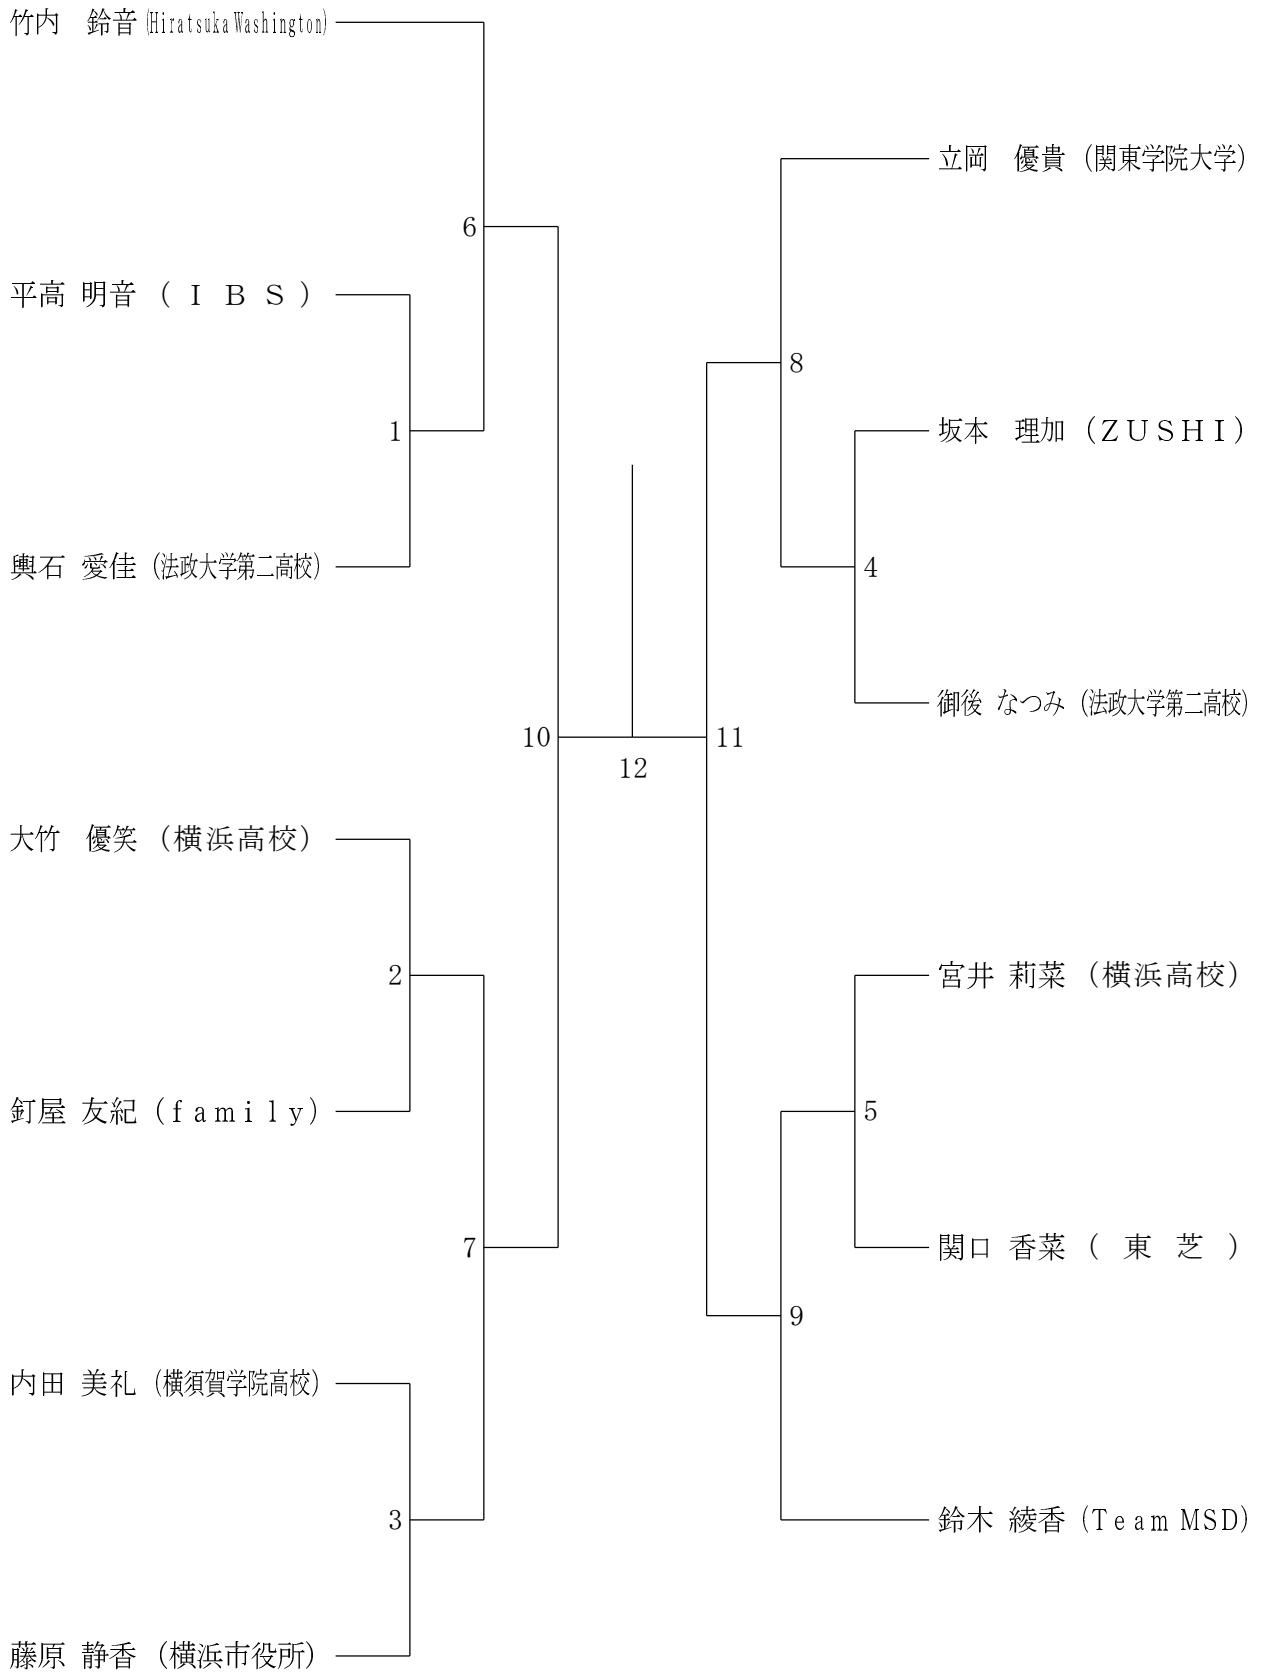 竹内　鈴音 (Hiratsuka Washington)
6
平高 明音 （ＩＢＳ）
1
輿石 愛佳 (法政大学第二高校)
10
大竹　優笑 （横浜高校）
2
釘屋 友紀 （ｆａｍｉｌｙ）
7
内田 美礼 (横須賀学院高校)
3
藤原 静香 （横浜市役所）
12
立岡　優貴 （関東学院大学）
8
坂本　理加 （ＺＵＳＨＩ）
4
御後 なつみ (法政大学第二高校)
11
宮井 莉菜 （横浜高校）
5
関口 香菜 （ 東 芝 ）
9
鈴木 綾香 （Ｔｅａｍ ＭＳＤ）